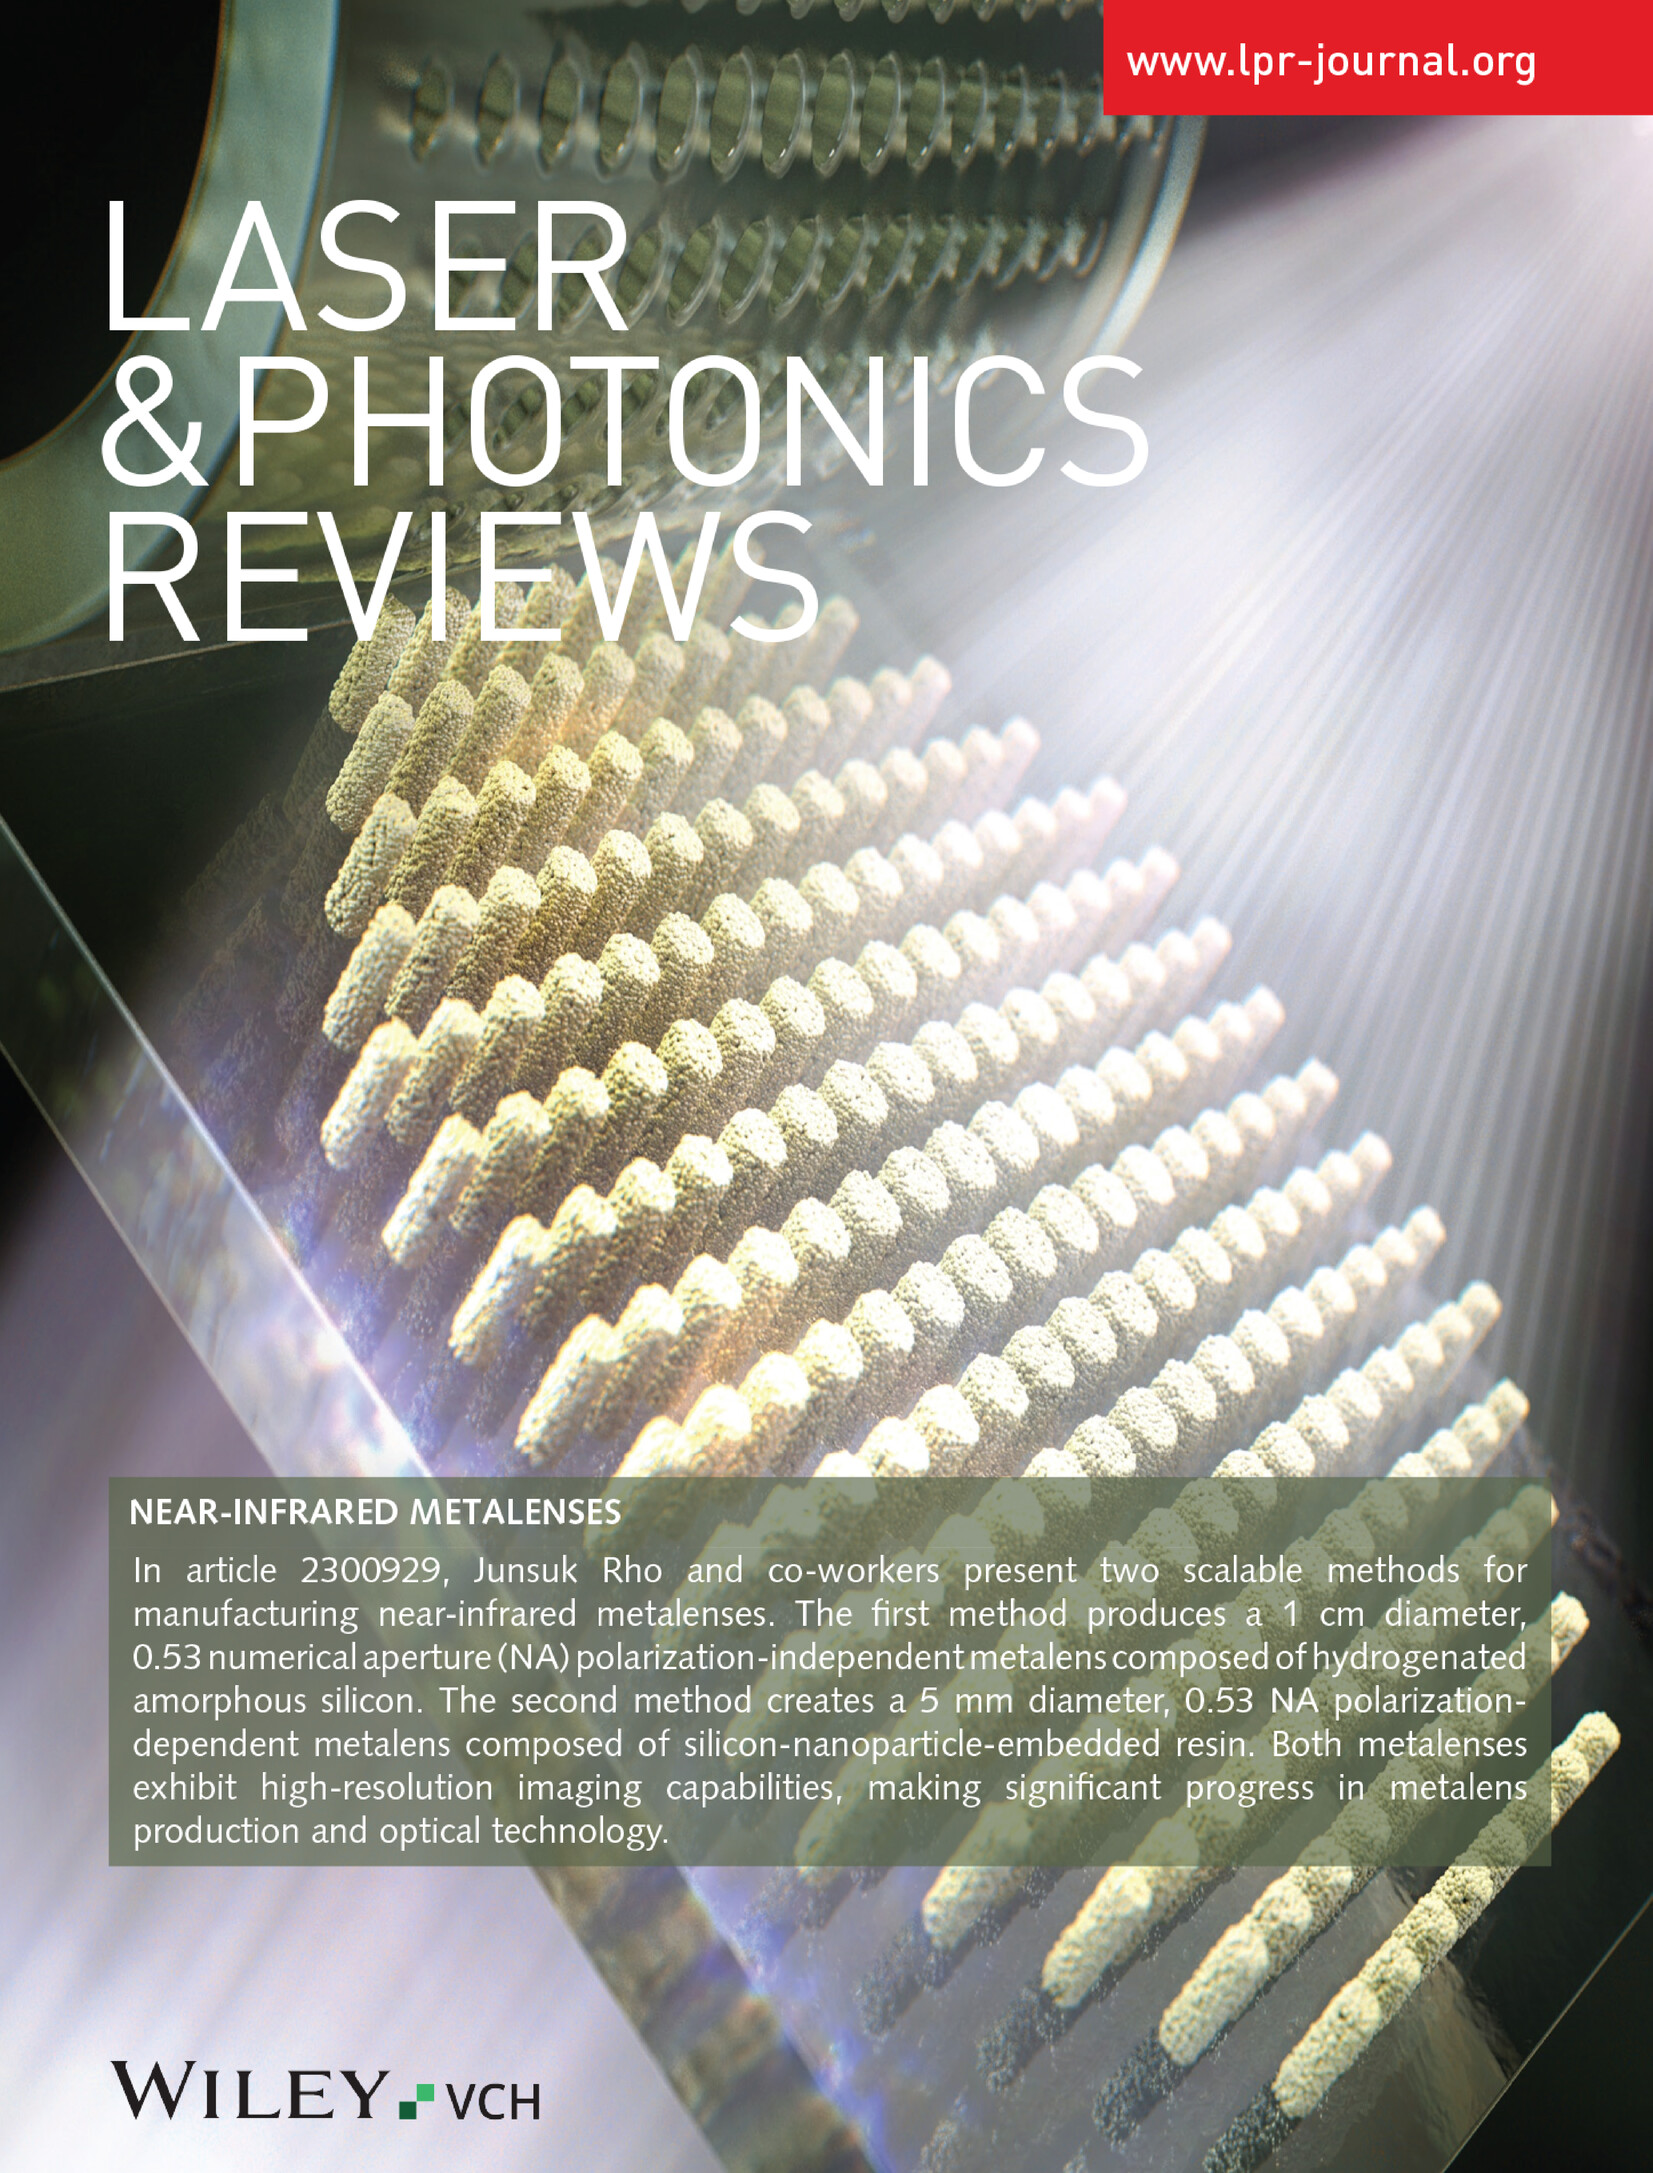 www.lpr-journal.org
LASER
& PHOTONICS
REVIEWS
NEAR-INFRARED METALENSES
In article 2300929, Junsuk Rho and co-workers present two scalable methods for
manufacturing near-infrared metalenses. The first method produces a 1 cm diameter,
0.53 numerical aperture (NA) polarization-independent metalens composed of hydrogenated
amorphous silicon. The second method creates a 5 mm diameter, 0.53 NA polarization-
dependent metalens composed of silicon-nanoparticle-embedded resin. Both metalenses
exhibit high-resolution imaging capabilities, making significant progress in metalens
production and optical technology.
WILEY VCH